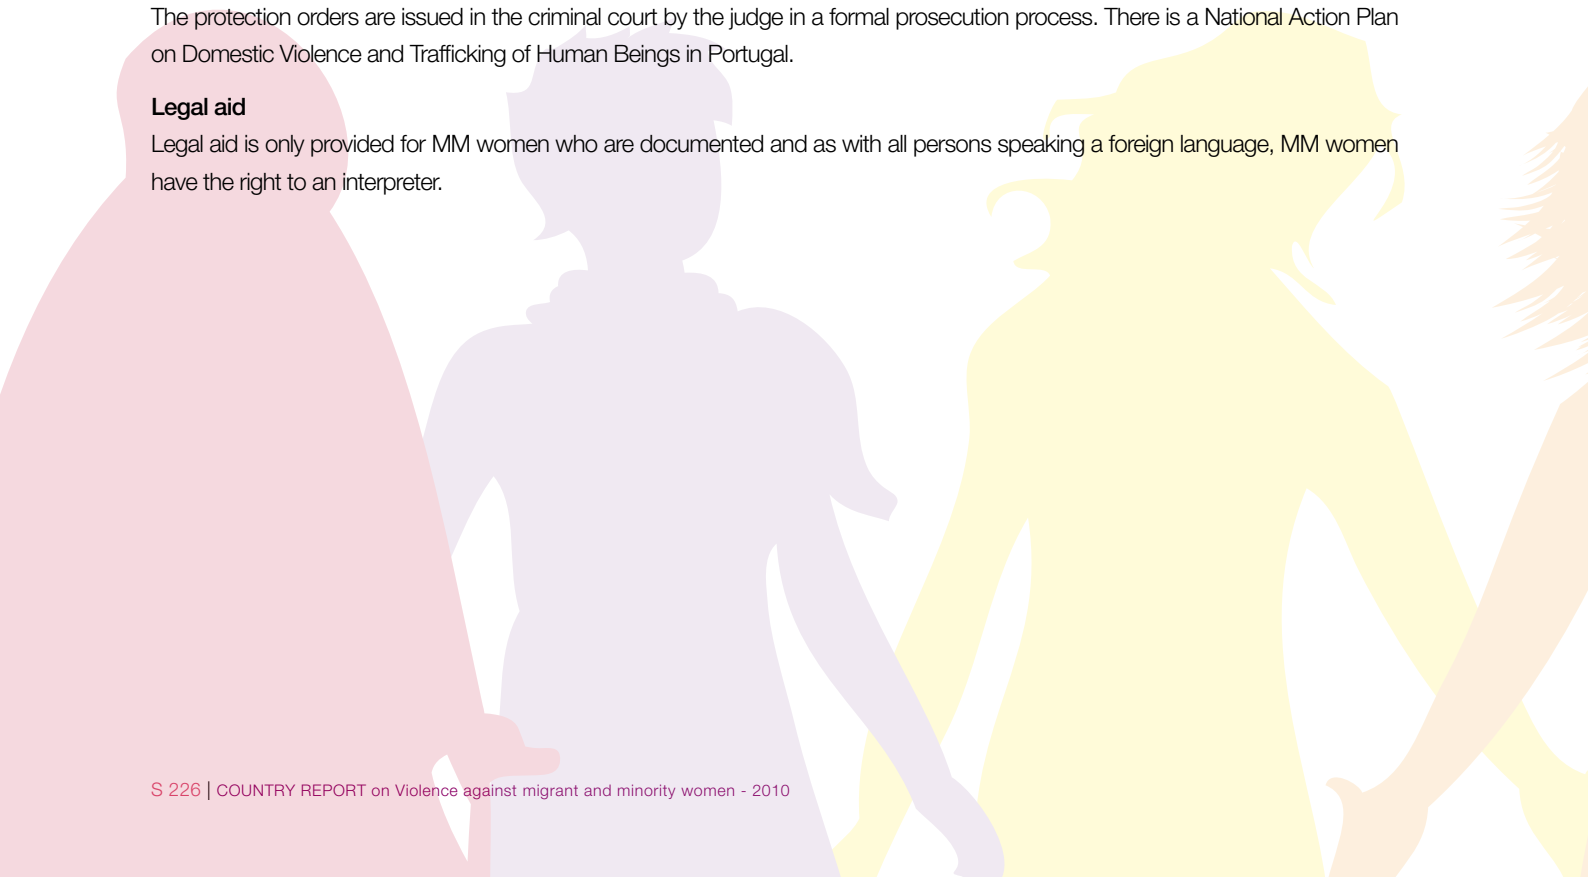 The protection orders are issued in the criminal court by the judge in a formal prosecution process. There is a National Action Plan
on Domestic Violence and Trafficking of Human Beings in Portugal.
Legal aid
Legal aid is only provided for MM women who are documented and as with all persons speaking a foreign language, MM women
have the right to an interpreter.
S 226 | COUNTRY REPORT on Violence against migrant and minority women - 2010